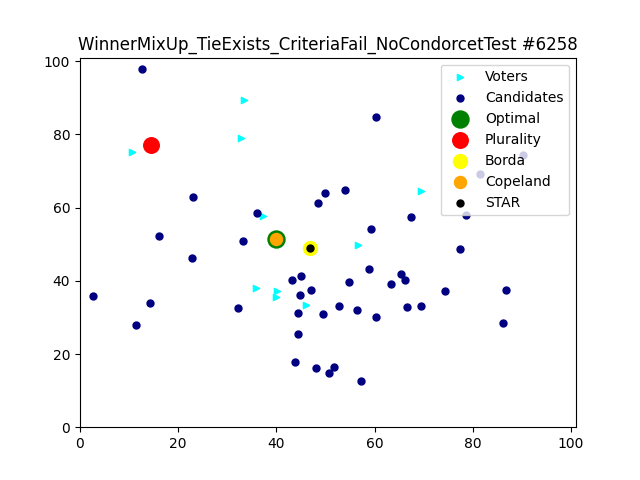 WinnerMixUp_TieExists_CriteriaFail_NoCondorcetTest #6258
100
80
60
40
20
0
0 20 40 60 80 100
Voters
Candidates
Optimal
Plurality
Borda
Copeland
STAR